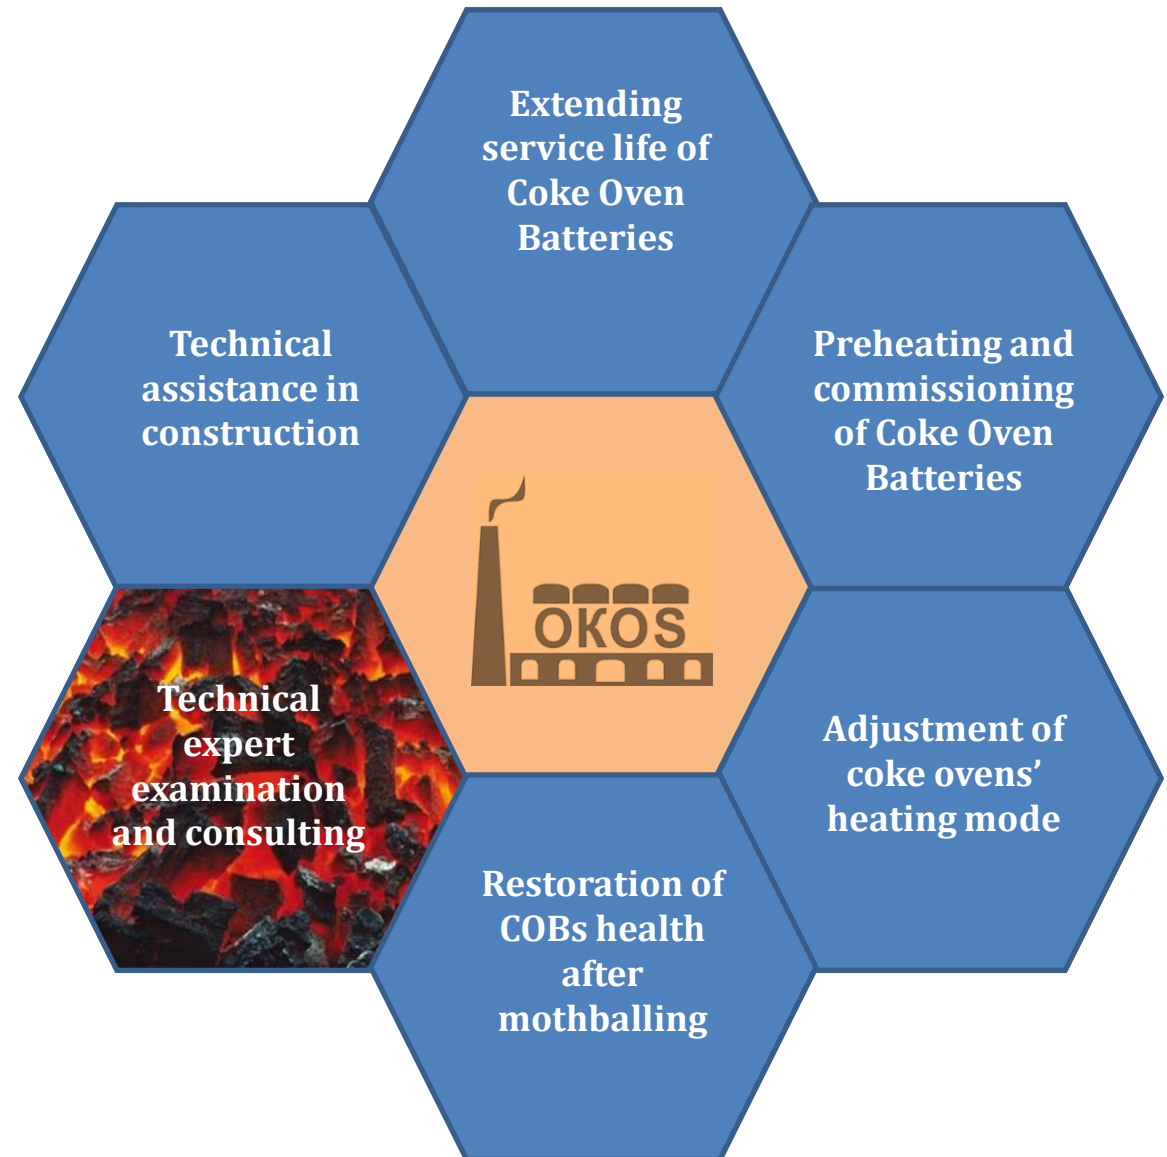 Extending
service life of
Coke Oven
Batteries
Technical
assistance in
construction
Preheating and
commissioning
of Coke Oven
Batteries
OKOS
Technical
expert
examination
and consulting
Adjustment of
coke ovens’
heating mode
Restoration of
COBs health
after
mothballing